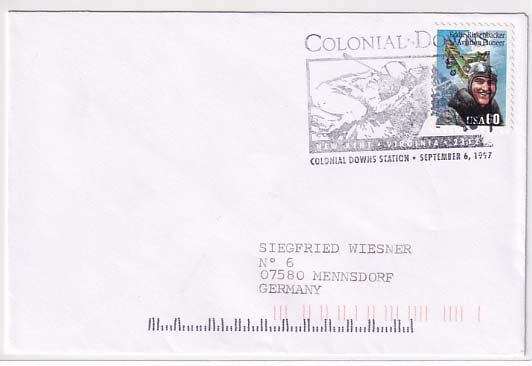 COLONIAL DOWNS
Eddie Rickenbacker
Aviation Pioneer
USA 60
NEW KENT • VIRGINIA •
COLONIAL DOWNS STATION • SEPTEMBER 6, 1997
SIEGFRIED WIESNER
N° 6
07580 MENNSDORF
GERMANY